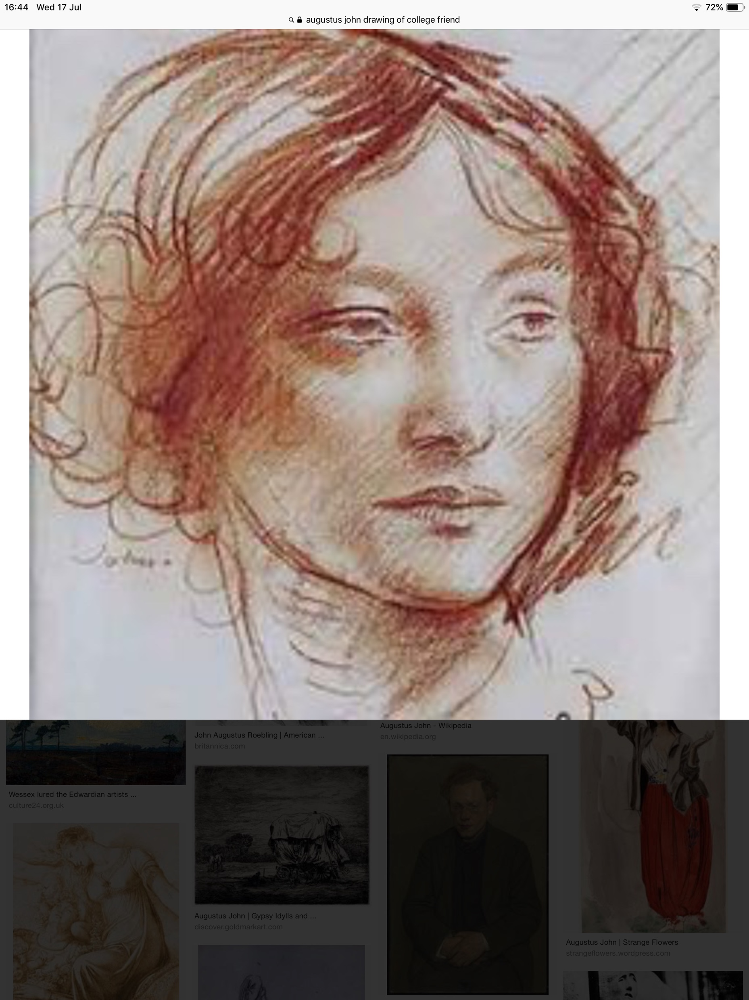 16:44 Wed 17 Jul
72%
augustus john drawing of college friend
Augustus John - Wikipedia
en.wikipedia.org
John Augustus Roebling | American ...
britannica.com
Wessex lured the Edwardian artists ...
culture24.org.uk
Augustus John | Gypsy Idylls and ...
discover.goldmarkart.com
Augustus John | Strange Flowers
strangeflowers.wordpress.com